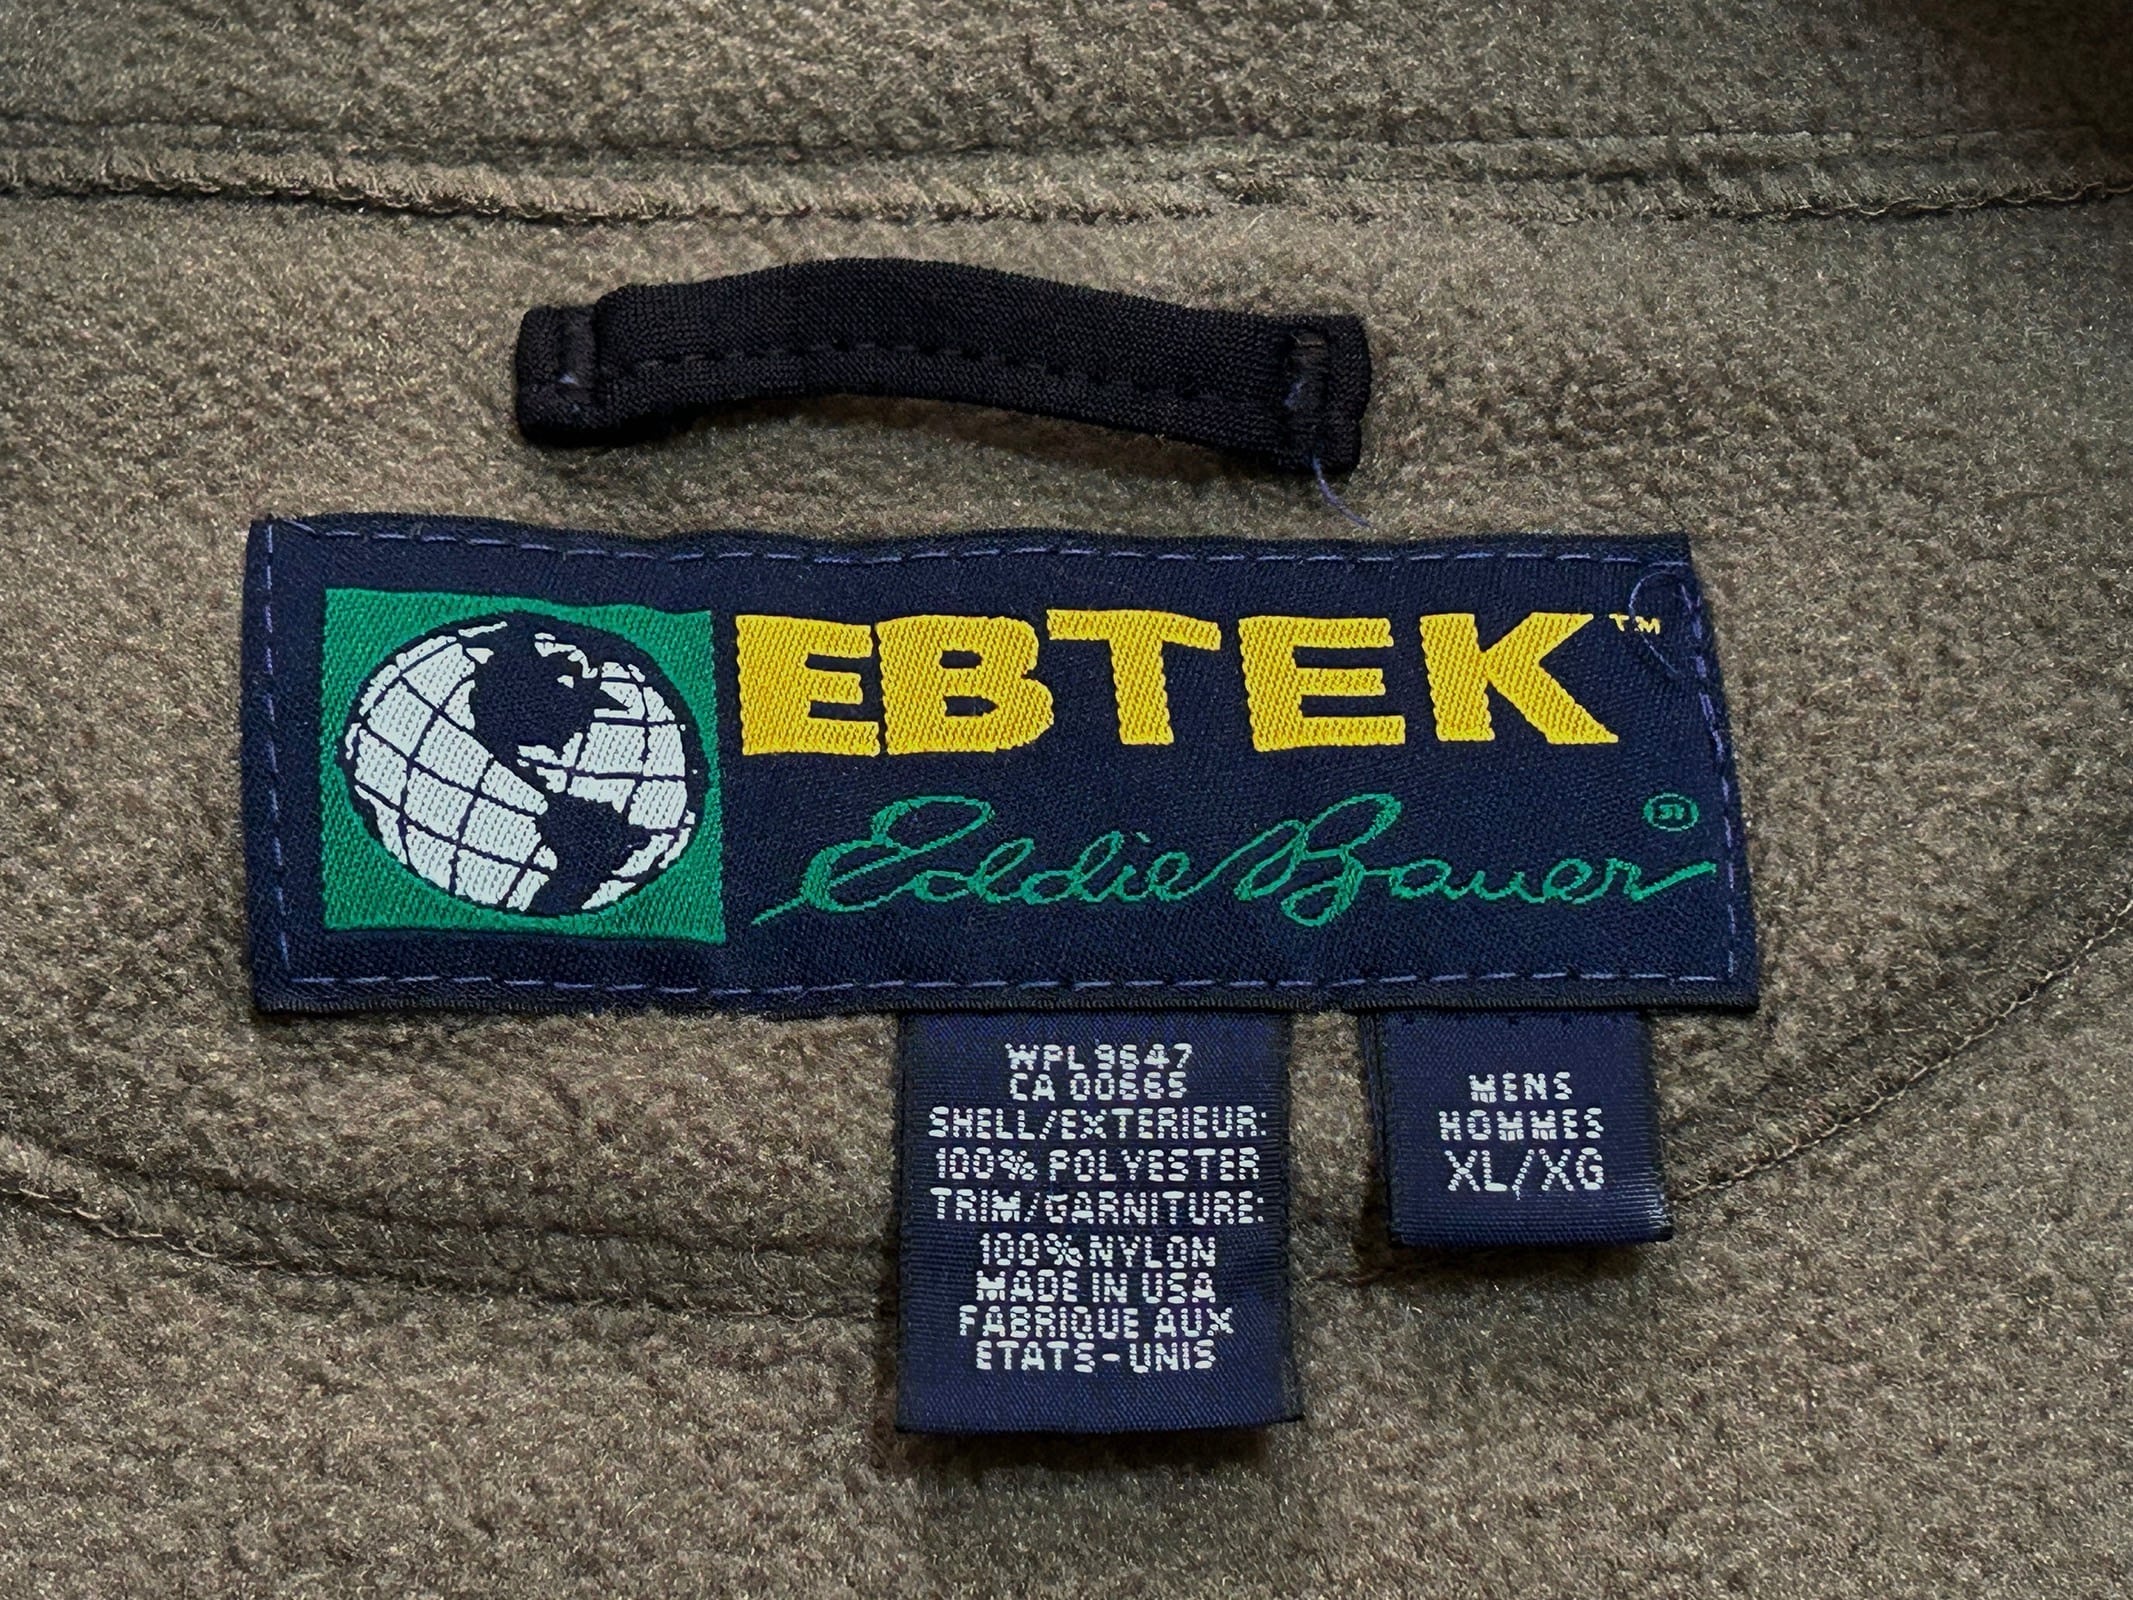 EBTEK™
Eddie Bauer®
WPL9647
CA 00665
SHELL/EXTERIEUR:
100% POLYESTER
TRIM/GARNITURE:
100% NYLON
MADE IN USA
FABRIQUE AUX
ETATS-UNIS
MENS
HOMMES
XL/XG